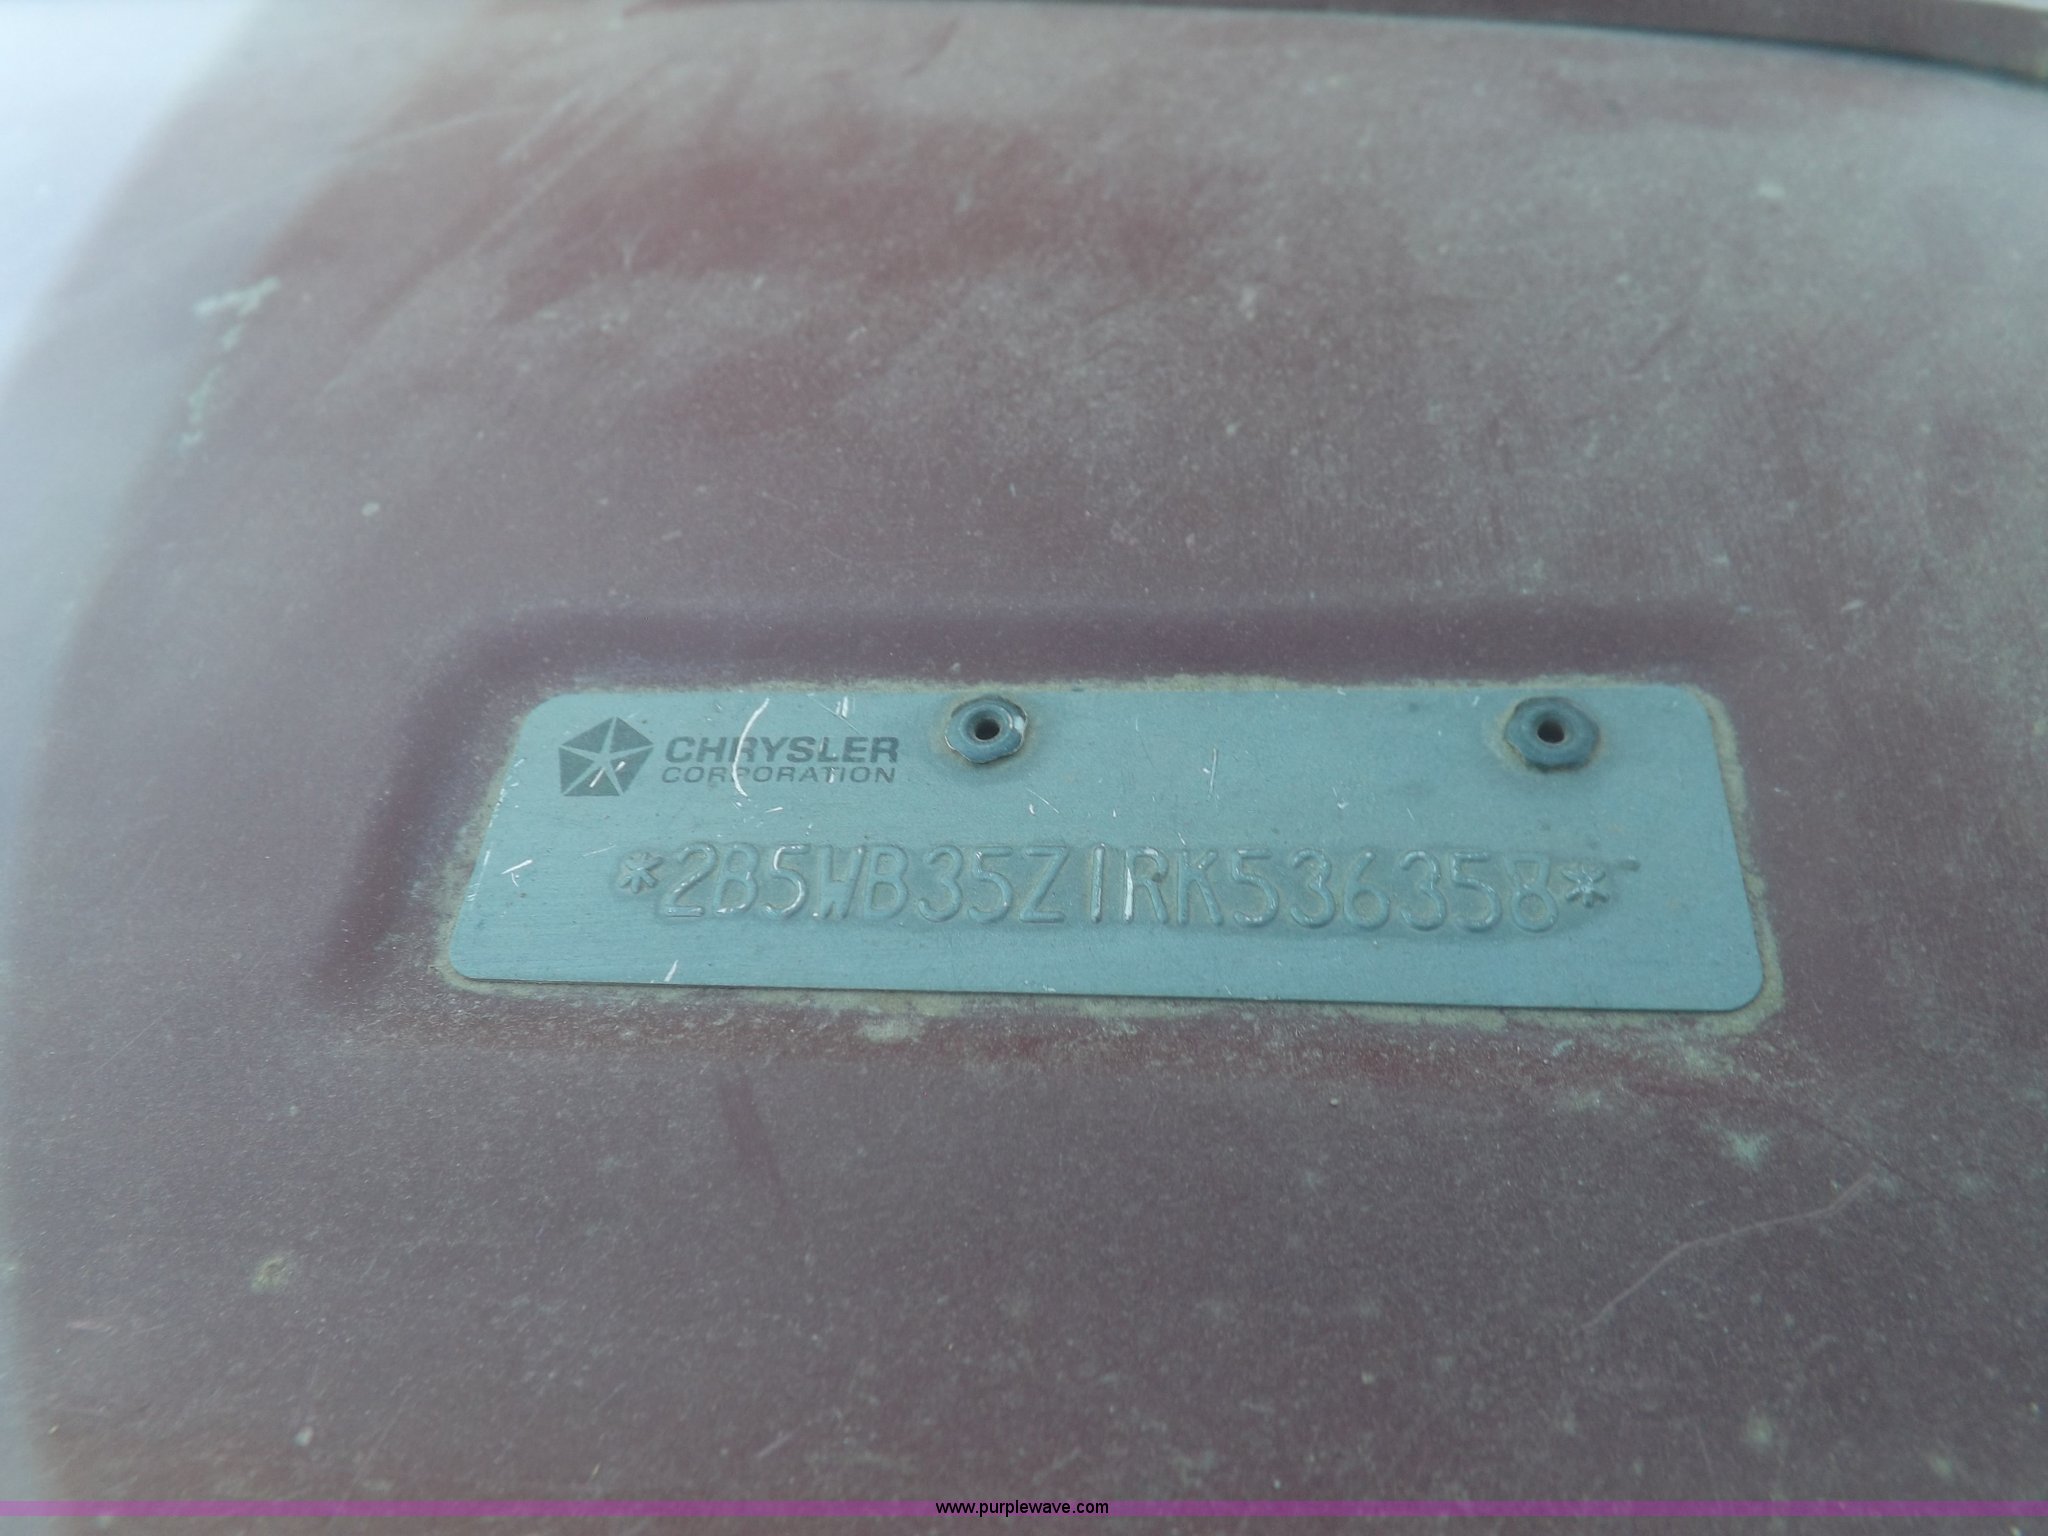 CHRYSLER
CORPORATION
*2B5WB35Z1RK536358*
www.purplewave.com